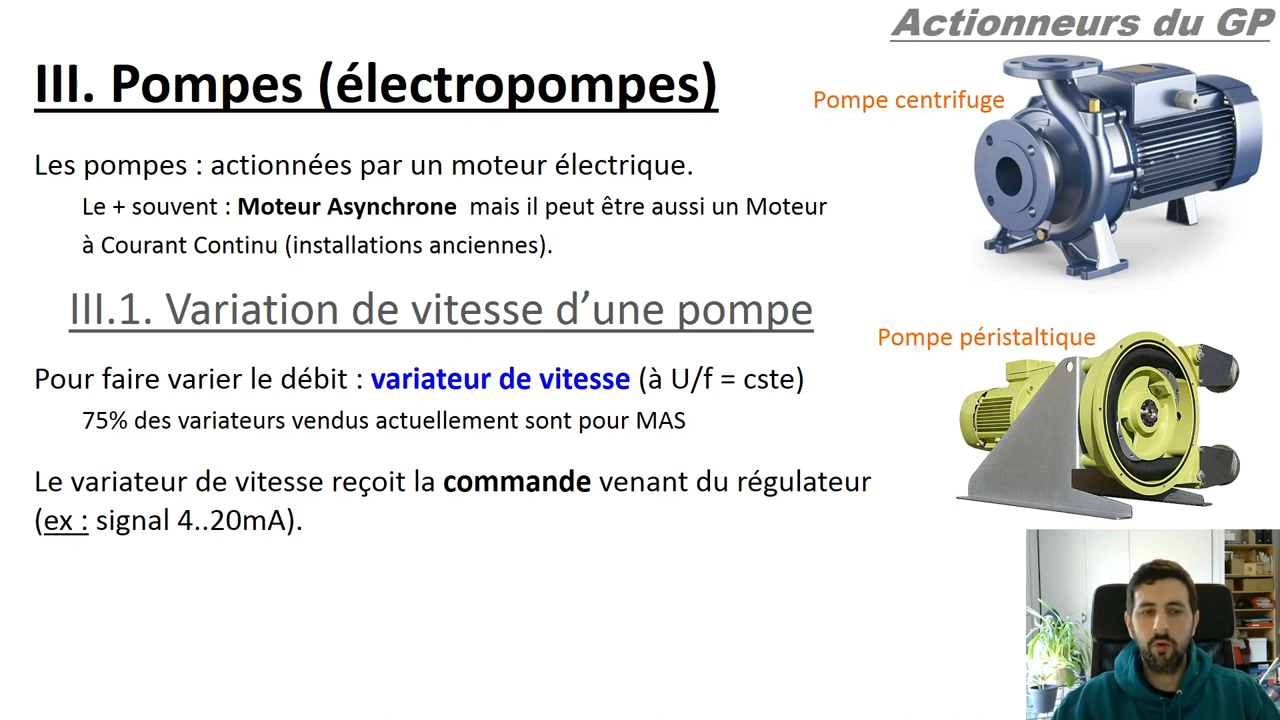 Actionneurs du GP
III. Pompes (électropompes)
Pompe centrifuge
Les pompes : actionnées par un moteur électrique.
Le + souvent : Moteur Asynchrone mais il peut être aussi un Moteur
à Courant Continu (installations anciennes).
III.1. Variation de vitesse d’une pompe
Pompe péristaltique
Pour faire varier le débit : variateur de vitesse (à U/f = cste)
75% des variateurs vendus actuellement sont pour MAS
Le variateur de vitesse reçoit la commande venant du régulateur
(ex : signal 4..20mA).